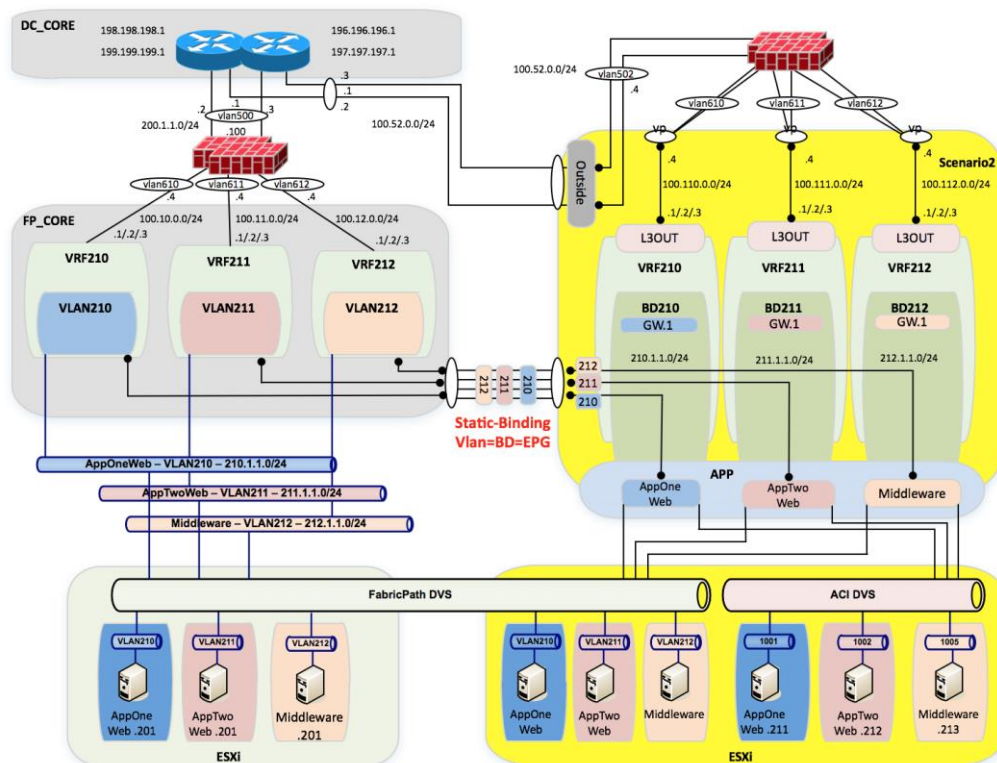 DC_CORE
198.198.198.1
199.199.199.1
196.196.196.1
197.197.197.1
.3
.1
.2
.2
.1
.3
vlan500
200.1.1.0/24
.100
100.52.0.0/24
100.52.0.0/24
vlan502
.4
vlan610
vlan611
vlan612
vp
vp
vp
.4
.4
.4
Scenario2
Outside
100.110.0.0/24
100.111.0.0/24
100.112.0.0/24
.1/.2/.3
.1/.2/.3
.1/.2/.3
L3OUT
L3OUT
L3OUT
VRF210
VRF211
VRF212
BD210
BD211
BD212
GW.1
GW.1
GW.1
210.1.1.0/24
211.1.1.0/24
212.1.1.0/24
vlan610
vlan611
vlan612
.4
.4
.4
FP_CORE
100.10.0.0/24
100.11.0.0/24
100.12.0.0/24
.1/.2/.3
.1/.2/.3
.1/.2/.3
VRF210
VRF211
VRF212
VLAN210
VLAN211
VLAN212
212
211
210
212
211
210
Static-Binding
Vlan=BD=EPG
APP
AppOne
Web
AppTwo
Web
Middleware
AppOneWeb – VLAN210 – 210.1.1.0/24
AppTwoWeb – VLAN211 – 211.1.1.0/24
Middleware – VLAN212 – 212.1.1.0/24
FabricPath DVS
ACI DVS
VLAN210
VLAN211
VLAN212
VLAN210
VLAN211
VLAN212
1001
1002
1005
AppOne
Web .201
AppTwo
Web .201
Middleware
.201
AppOne
Web
AppTwo
Web
Middleware
AppOne
Web .211
AppTwo
Web .212
Middleware
.213
ESXi
ESXi